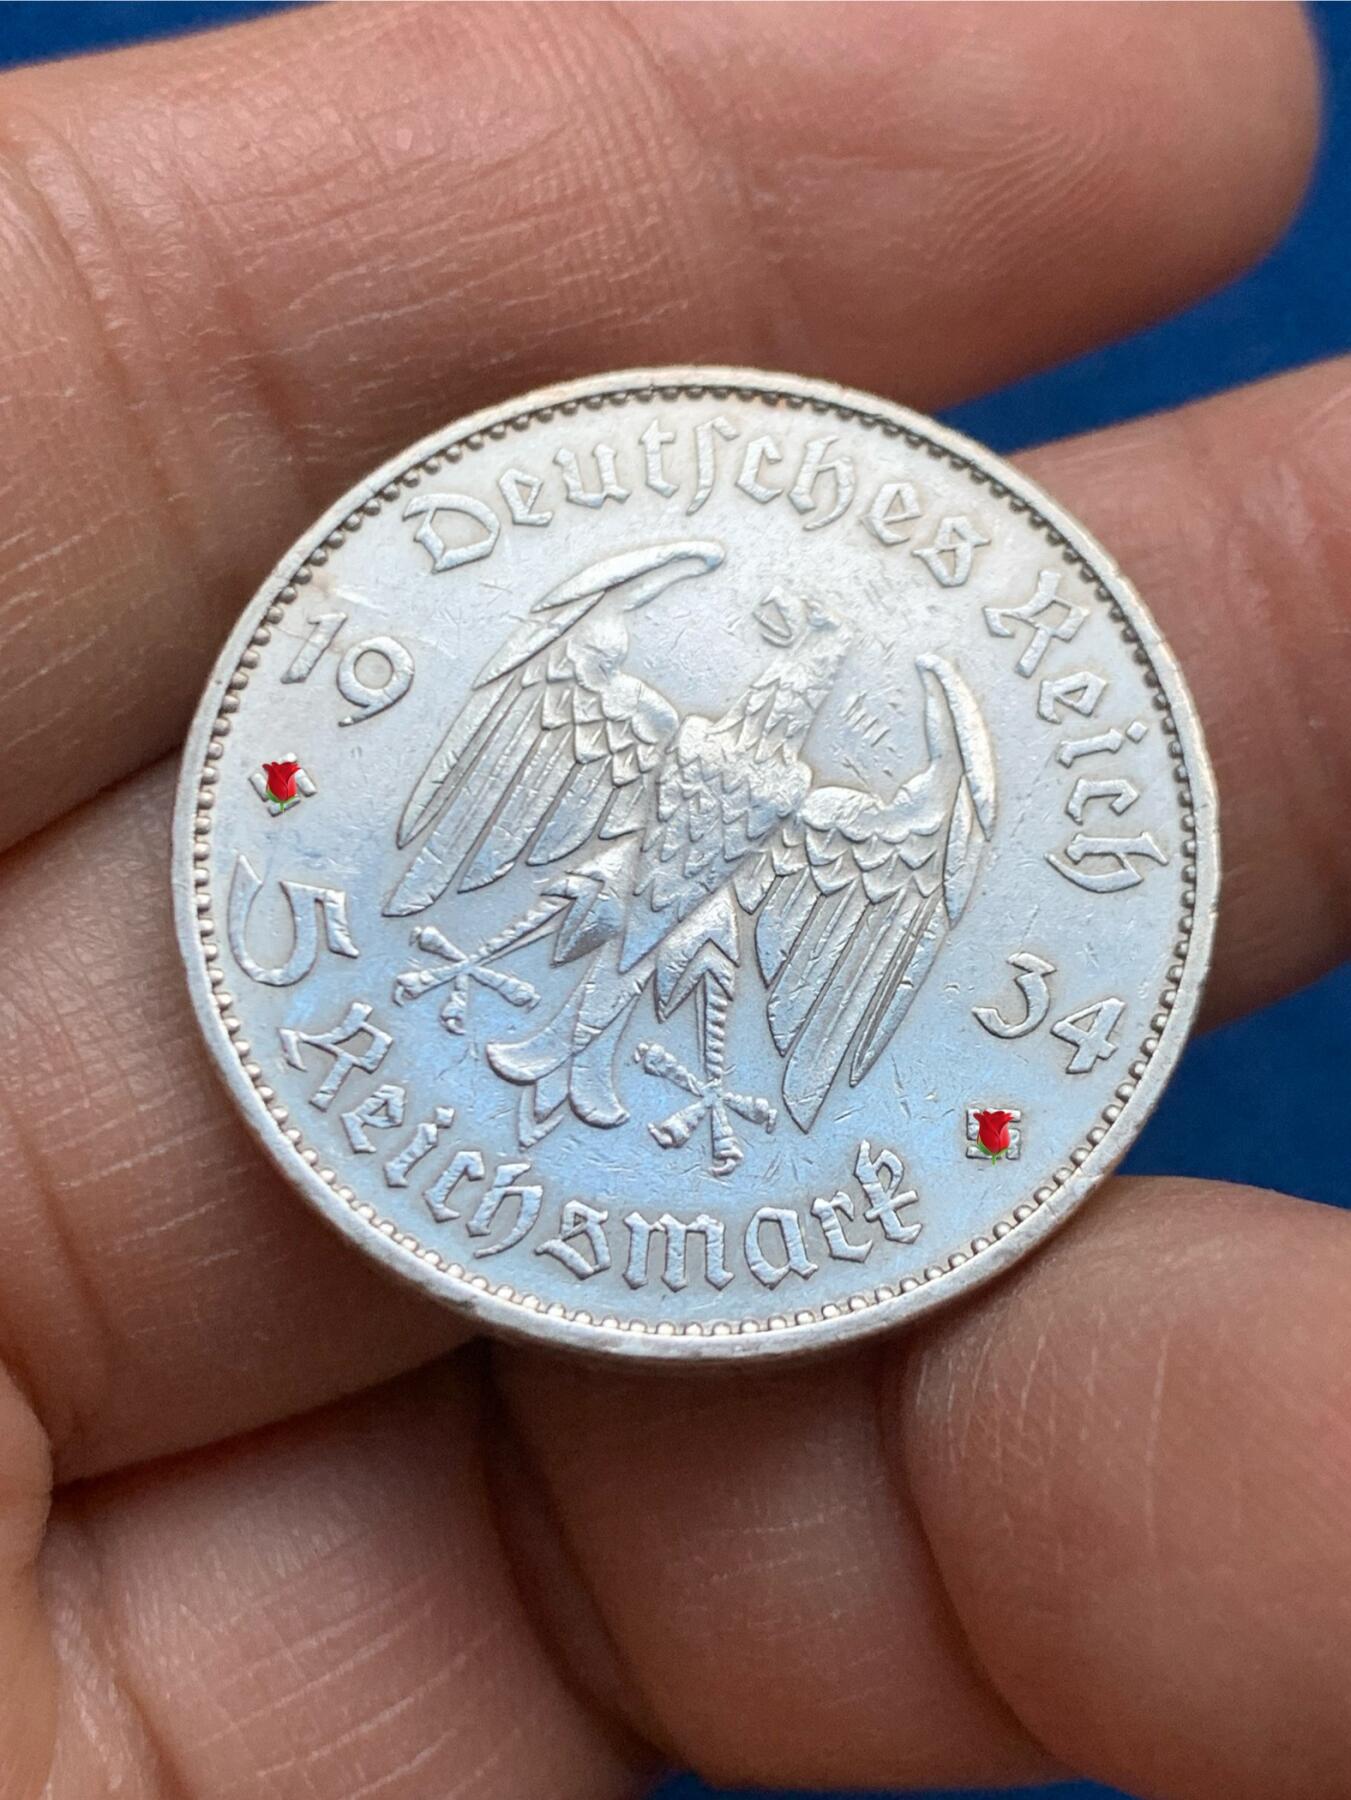 Deutſches Reich
19 34
5 Reichsmark